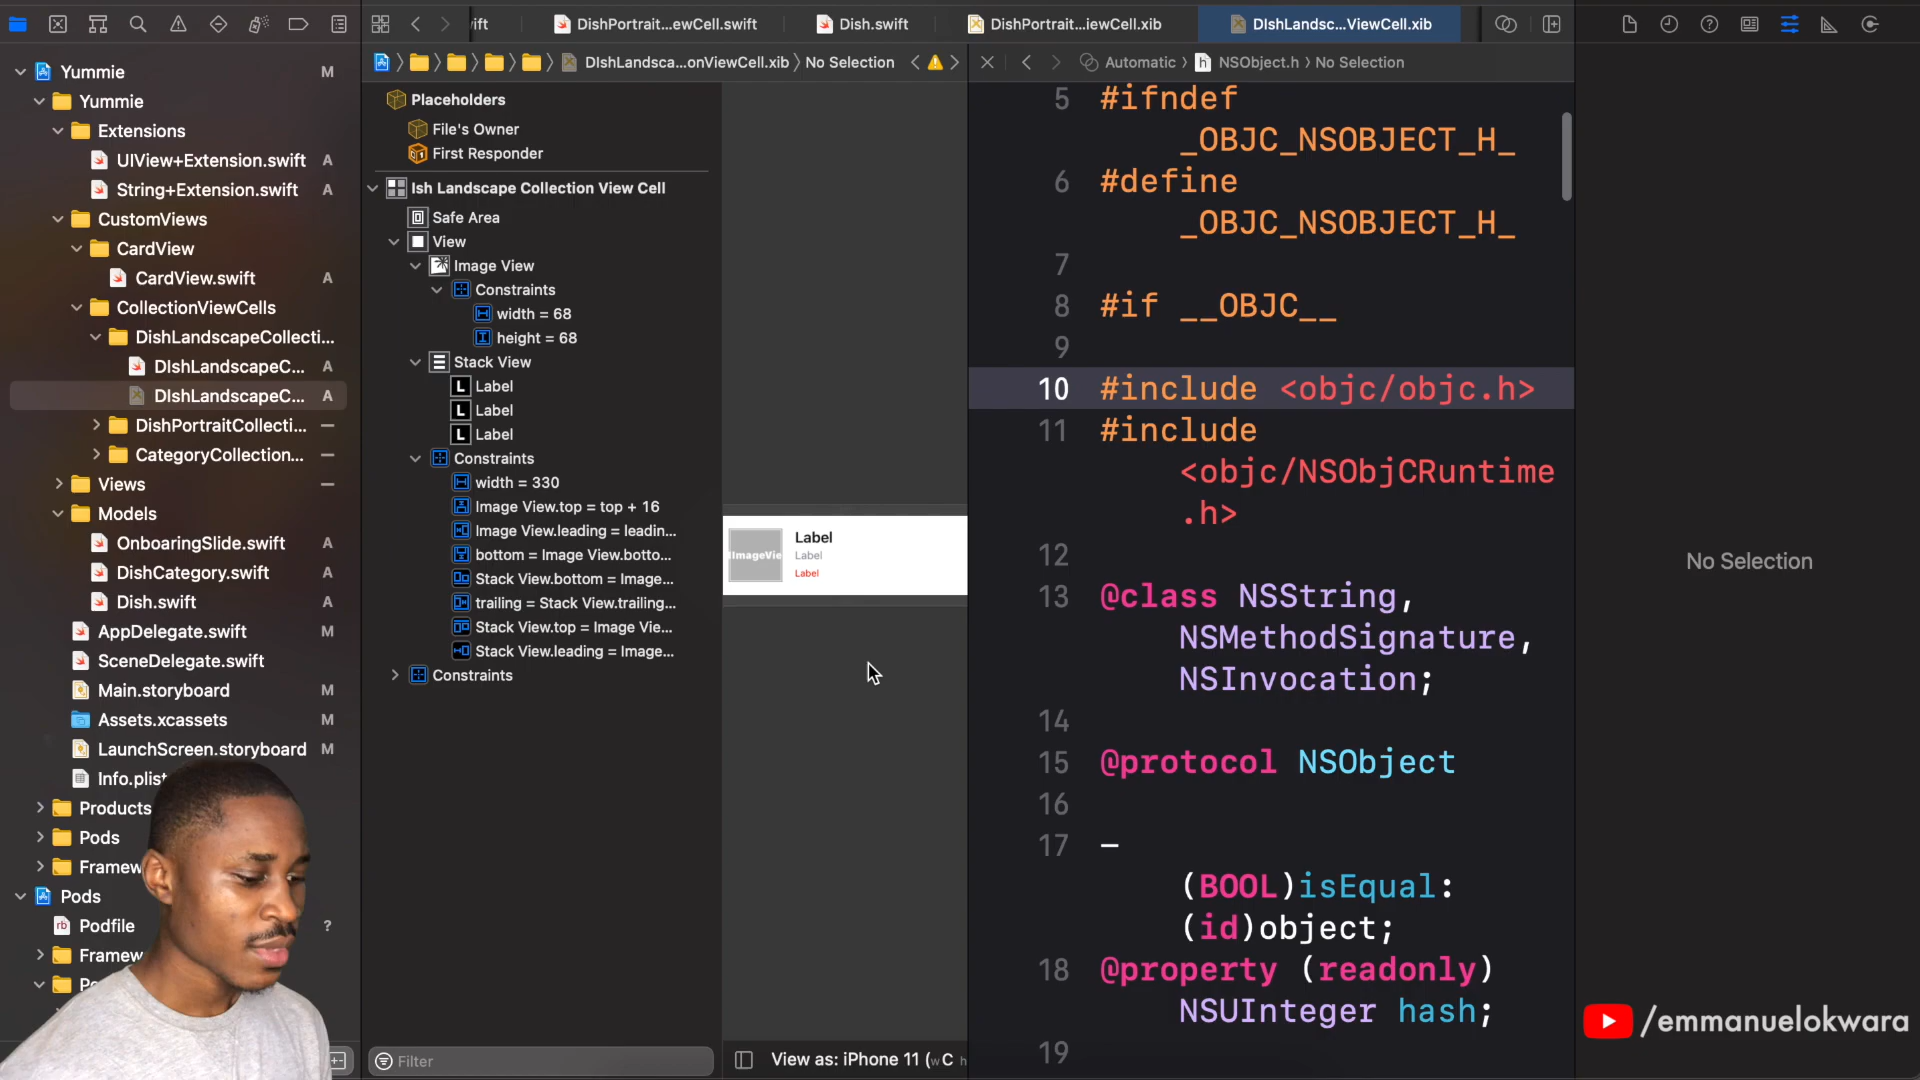 ift
DishPortrait...ewCell.swift
Dish.swift
DishPortrait...iewCell.xib
DIshLandsc...ViewCell.xib
DIshLandsca...onViewCell.xib
No Selection
Automatic
NSObject.h
No Selection
Yummie M
Yummie
Extensions
UIView+Extension.swift A
String+Extension.swift A
CustomViews
CardView
CardView.swift A
CollectionViewCells
DishLandscapeCollecti...
DIshLandscapeC... A
DIshLandscapeC... A
DishPortraitCollecti...
CategoryCollection...
Views
Models
OnboaringSlide.swift A
DishCategory.swift A
Dish.swift A
AppDelegate.swift M
SceneDelegate.swift
Main.storyboard M
Assets.xcassets M
LaunchScreen.storyboard M
Info.plist
Products
Pods
Framew
Pods
rb Podfile ?
Framew
Placeholders
File's Owner
First Responder
Ish Landscape Collection View Cell
Safe Area
View
Image View
Constraints
width = 68
height = 68
Stack View
L Label
L Label
L Label
Constraints
width = 330
Image View.top = top + 16
Image View.leading = leadin...
bottom = Image View.botto...
Stack View.bottom = Image...
trailing = Stack View.trailing...
Stack View.top = Image Vie...
Stack View.leading = Image...
Constraints
Filter
IImageVie
Label
Label
Label
View as: iPhone 11 (wC h
5 #ifndef
_OBJC_NSOBJECT_H_
6 #define
_OBJC_NSOBJECT_H_
7
8 #if __OBJC__
9
10 #include <objc/objc.h>
11 #include
<objc/NSObjCRuntime
.h>
12
13 @class NSString,
NSMethodSignature,
NSInvocation;
14
15 @protocol NSObject
16
17 -
(BOOL)isEqual:
(id)object;
18 @property (readonly)
NSUInteger hash;
19
No Selection
/emmanuelokwara